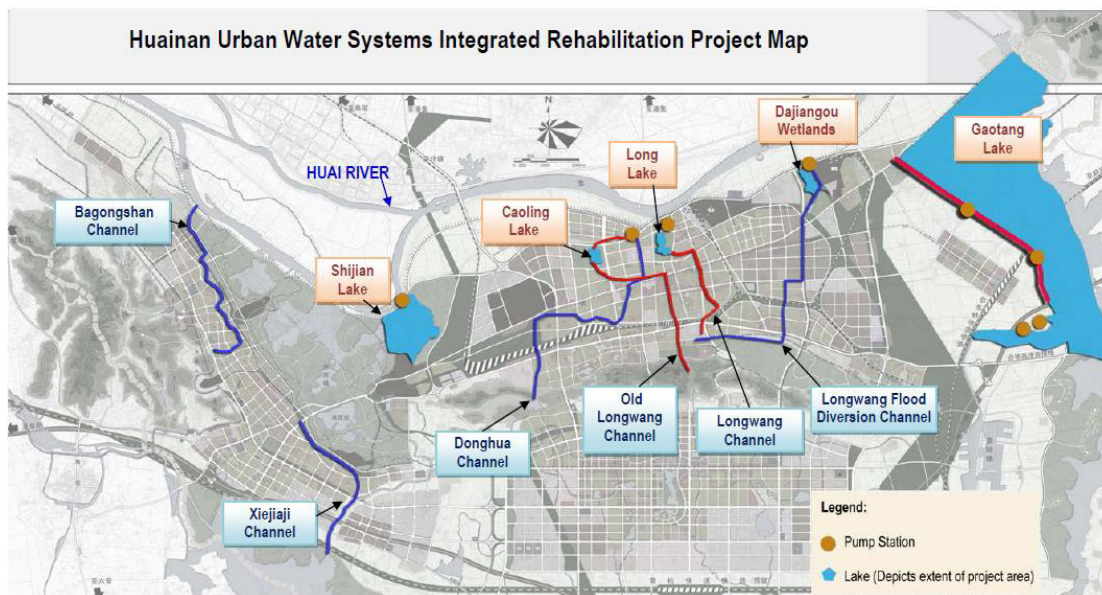 Huainan Urban Water Systems Integrated Rehabilitation Project Map
N
HUAI RIVER
Bagongshan
Channel
Shijian
Lake
Caoling
Lake
Long
Lake
Dajiangou
Wetlands
Gaotang
Lake
Xiejiaji
Channel
Donghua
Channel
Old
Longwang
Channel
Longwang
Channel
Longwang Flood
Diversion Channel
Legend:
Pump Station
Lake (Depicts extent of project area)